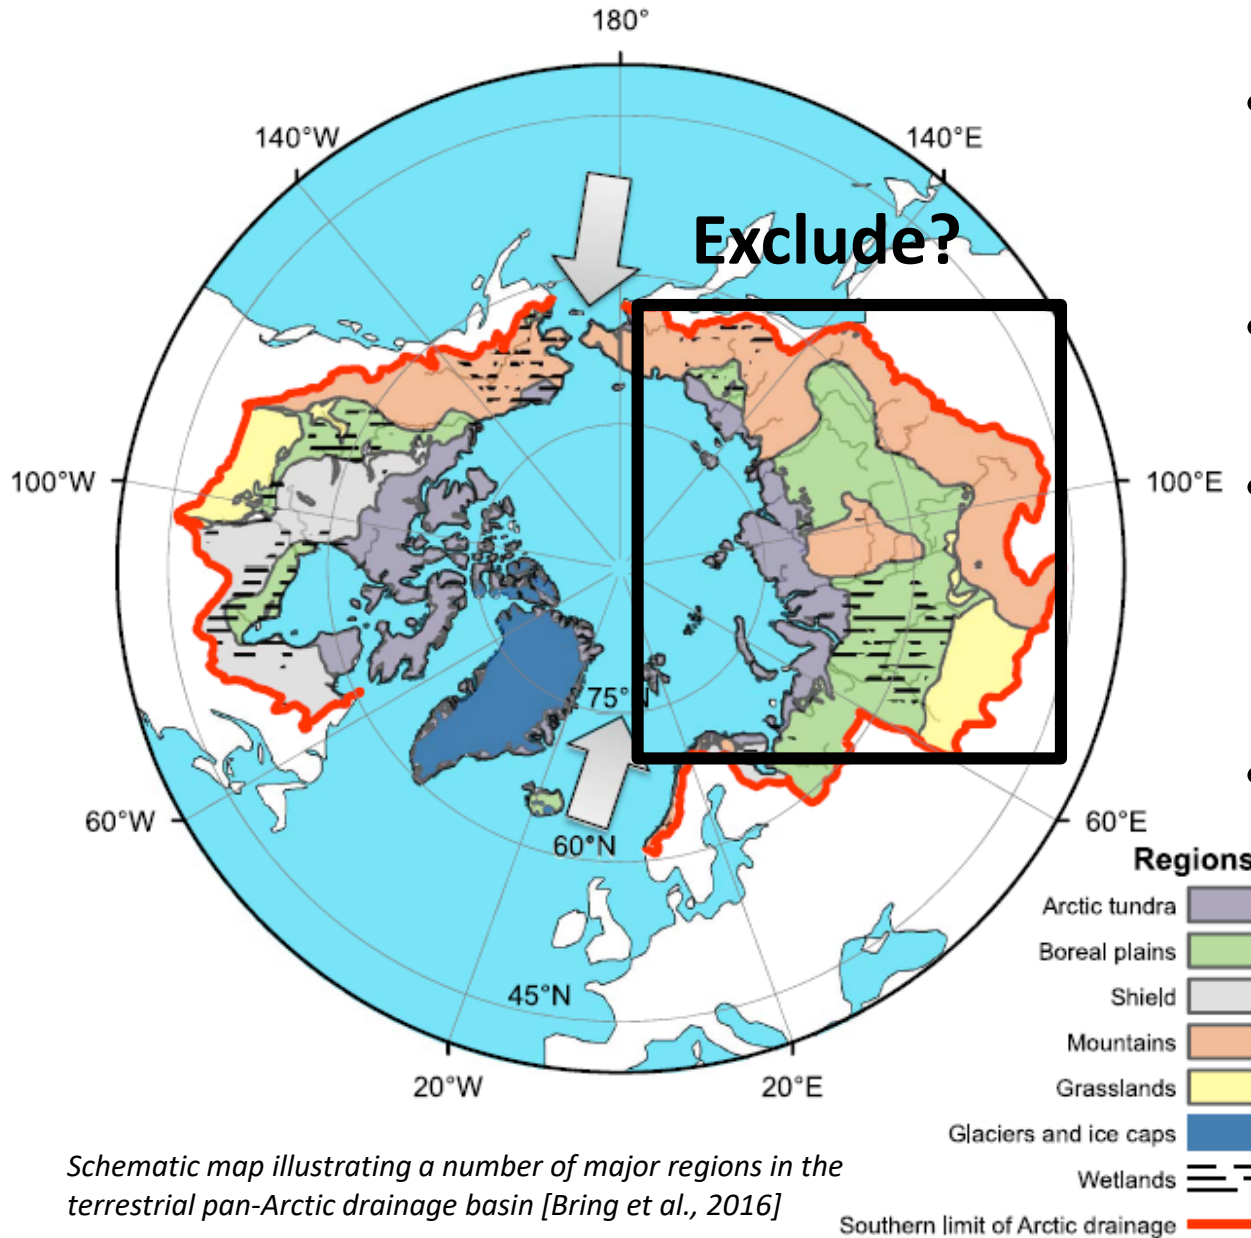 180°
140°W
140°E
Exclude?
100°W
100°E
75°N
60°W
60°E
60°N
45°N
20°W
20°E
Regions
Arctic tundra
Boreal plains
Shield
Mountains
Grasslands
Glaciers and ice caps
Wetlands
Southern limit of Arctic drainage
Schematic map illustrating a number of major regions in the
terrestrial pan-Arctic drainage basin [Bring et al., 2016]